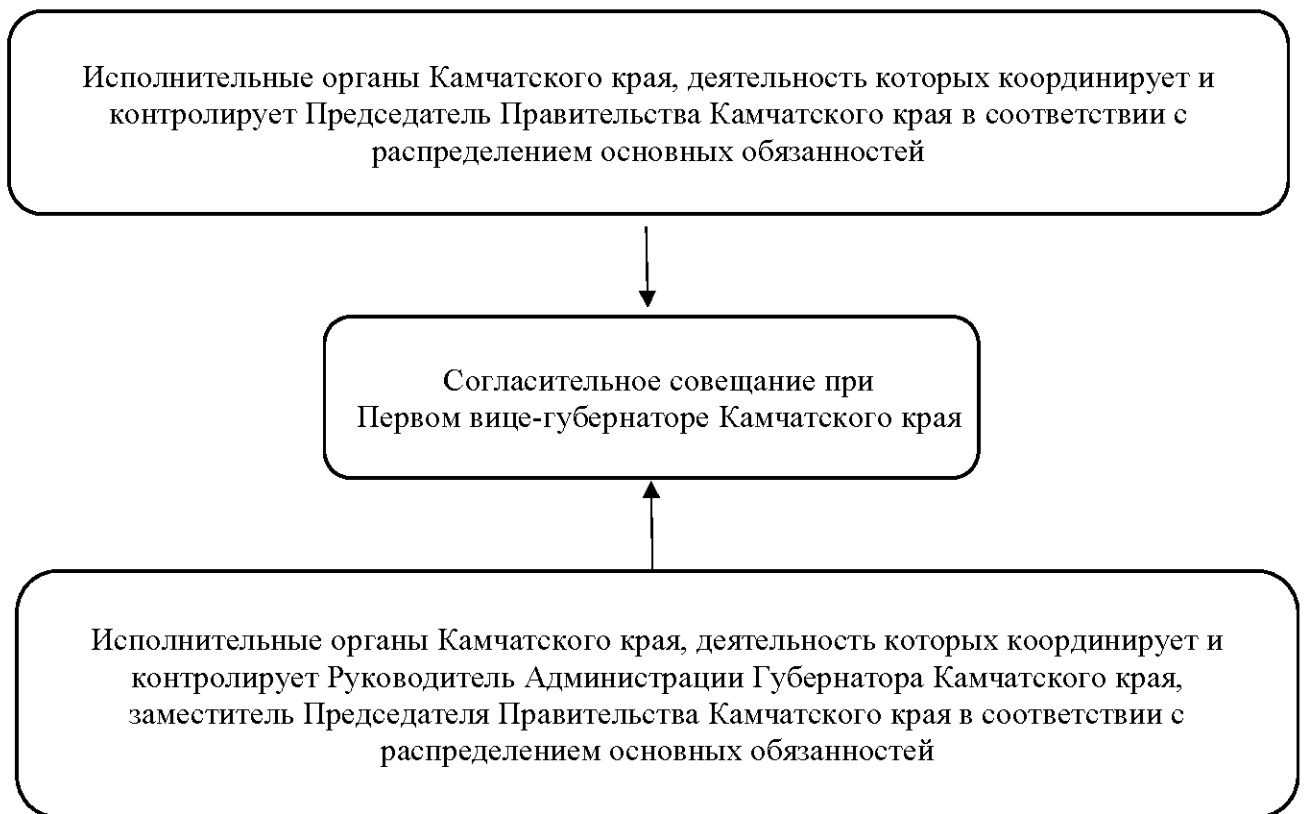 Исполнительные органы Камчатского края, деятельность которых координирует и
контролирует Председатель Правительства Камчатского края в соответствии с
распределением основных обязанностей
Согласительное совещание при
Первом вице-губернаторе Камчатского края
Исполнительные органы Камчатского края, деятельность которых координирует и
контролирует Руководитель Администрации Губернатора Камчатского края,
заместитель Председателя Правительства Камчатского края в соответствии с
распределением основных обязанностей